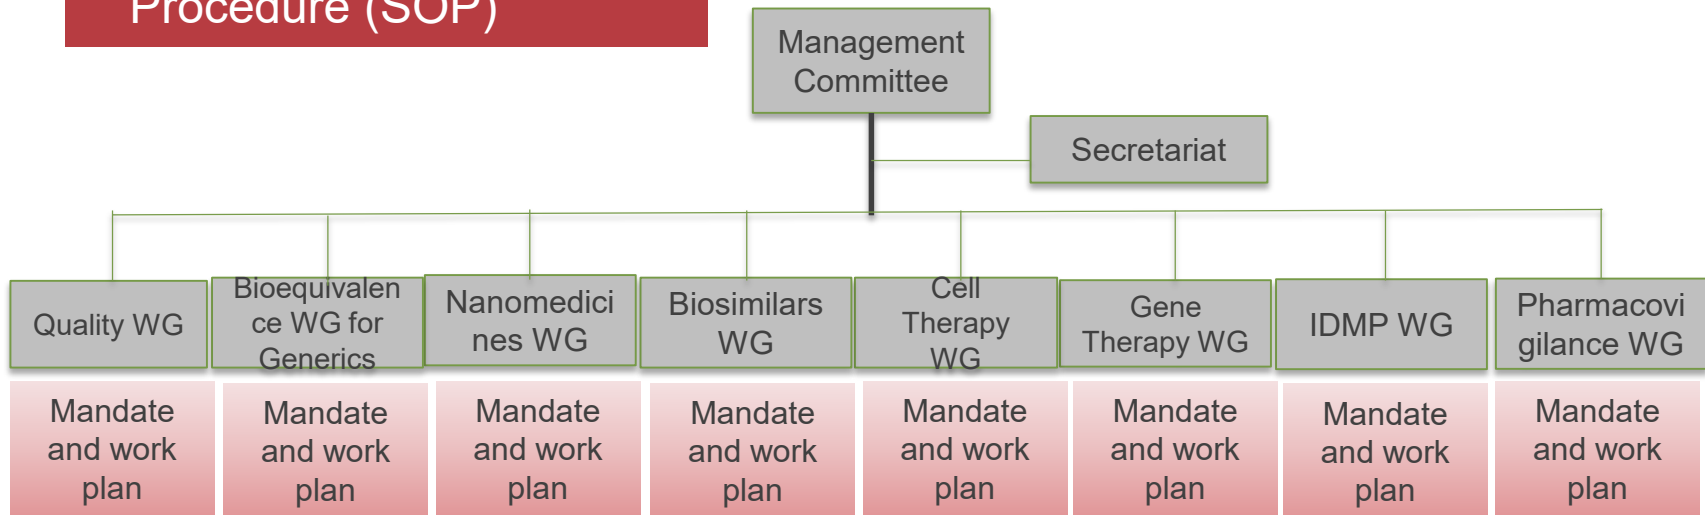 Procedure (SOP)
Management
Committee
Secretariat
Quality WG
Bioequivalen
ce WG for
Generics
Nanomedici
nes WG
Biosimilars
WG
Cell
Therapy
WG
Gene
Therapy WG
IDMP WG
Pharmacovi
gilance WG
Mandate
and work
plan
Mandate
and work
plan
Mandate
and work
plan
Mandate
and work
plan
Mandate
and work
plan
Mandate
and work
plan
Mandate
and work
plan
Mandate
and work
plan